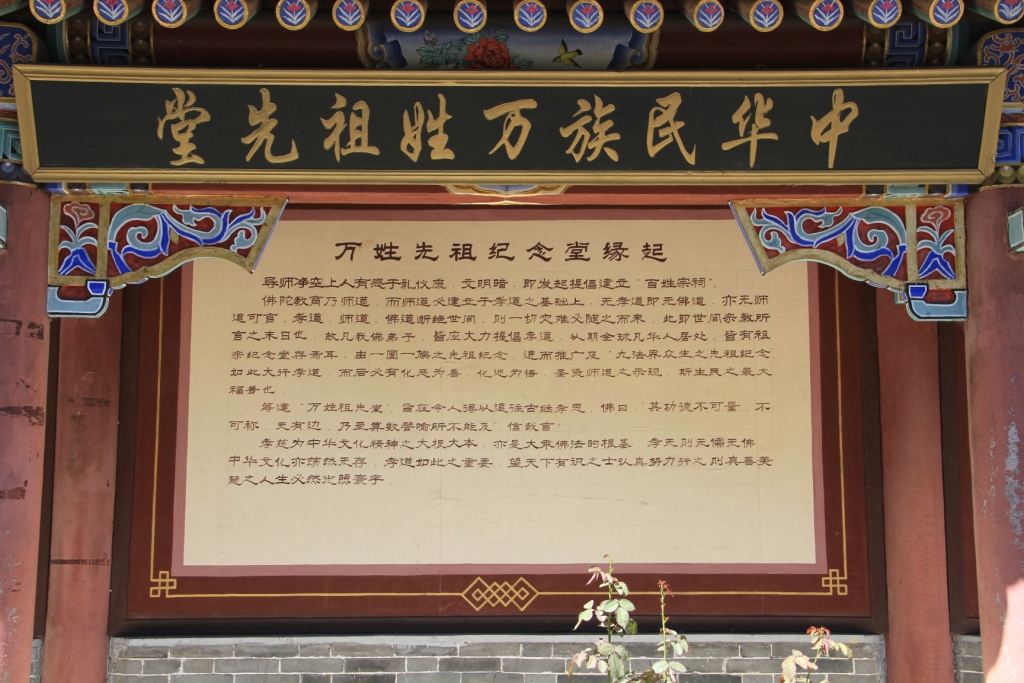 中华民族万姓祖先堂
万姓先祖纪念堂缘起
导师净空上人有感于礼仪废、无明暗，即发起提倡建立“百姓宗祠”。
佛陀教育乃师道，而师道必建立于孝道之基础上，无孝道即无佛道，亦无师
道可言，孝道、师道、佛道断绝世间，则一切灾难必随之而来，此即世间宗教所
言之末日也。故凡我佛弟子，皆应大力提倡孝道，以期全球凡华人居处，皆有祖
宗纪念堂存焉耳，由一国一族之先祖纪念，进而推广及“九法界众生之先祖纪念”
如此大行孝道，而后必有化恶为善，化迷为悟，圣贤师道之示现，斯生民之最大
福善也。
筹建“万姓祖先堂”，旨在令人得以追往古继孝思，佛曰“其功德不可量、不
可称，无有边，乃至算数譬喻所不能及”，信哉言！
孝慈为中华文化精神之大根大本，亦是大乘佛法的根基，孝无则无儒无佛，
中华文化亦荡然无存，孝道如此之重要，望天下有识之士认真努力行之则真善美
慧之人生必然光照寰宇。